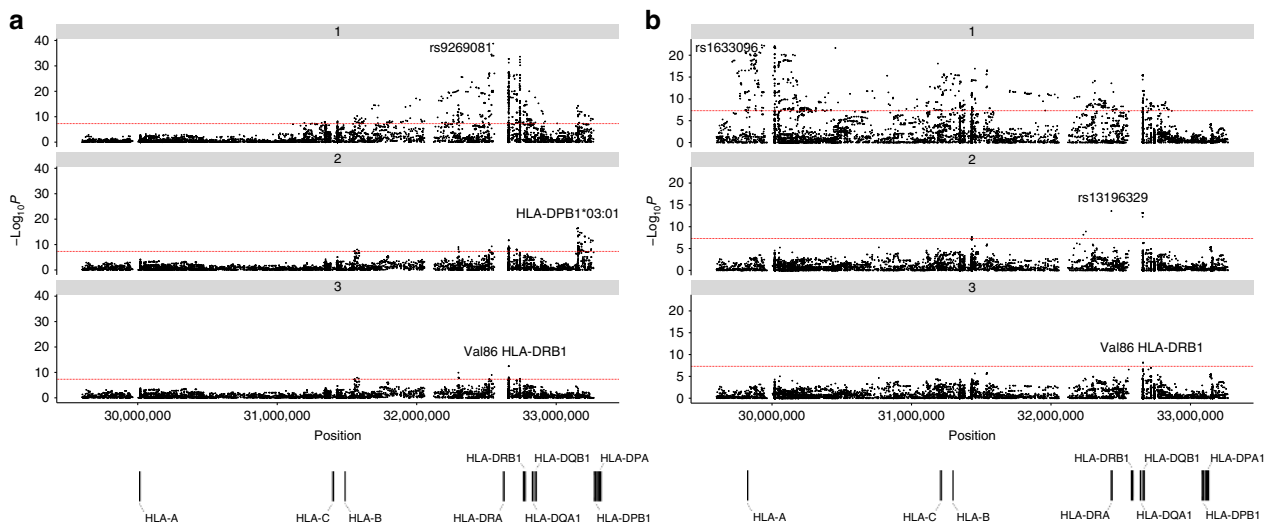 a
1
40
30
20
10
0
rs9269081
2
40
30
20
10
0
HLA-DPB1*03:01
3
40
30
20
10
0
Val86 HLA-DRB1
–Log10P
30,000,000 31,000,000 32,000,000 33,000,000
Position
HLA-DRB1 HLA-DQB1 HLA-DPA
HLA-A HLA-C HLA-B HLA-DRA HLA-DQA1 HLA-DPB1
b
1
20
15
10
5
0
rs1633096
2
20
15
10
5
0
rs13196329
3
20
15
10
5
0
Val86 HLA-DRB1
–Log10P
30,000,000 31,000,000 32,000,000 33,000,000
Position
HLA-DRB1 HLA-DQB1 HLA-DPA1
HLA-A HLA-C HLA-B HLA-DRA HLA-DQA1 HLA-DPB1